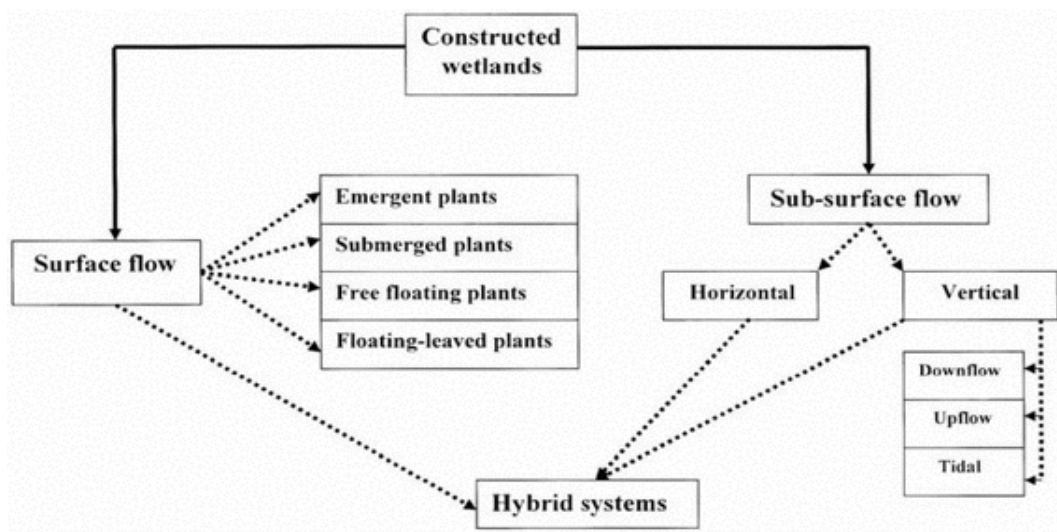 Constructed
wetlands
Emergent plants
Sub-surface flow
Submerged plants
Surface flow
Free floating plants
Horizontal
Vertical
Floating-leaved plants
Downflow
Upflow
Tidal
Hybrid systems